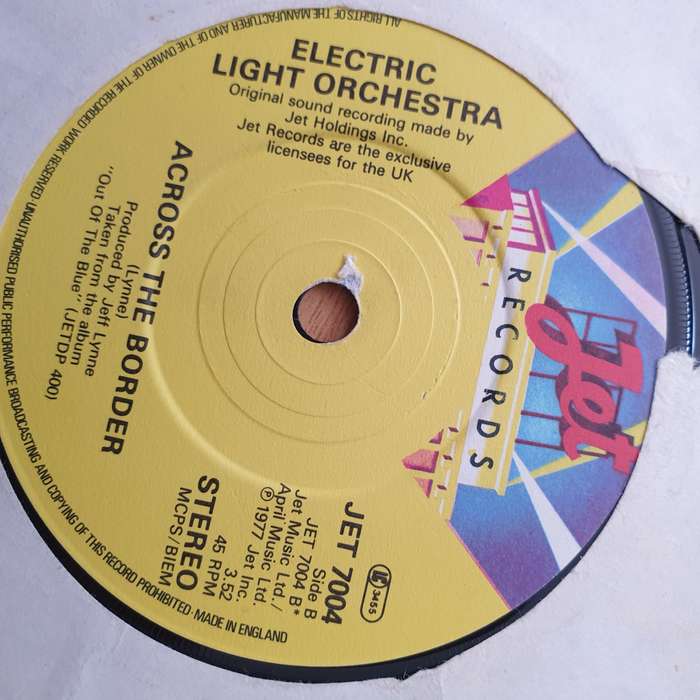 ALL RIGHTS OF THE MANUFACTURER AND OF THE OWNER OF THE RECORDED WORK RESERVED·UNAUTHORISED PUBLIC PERFORMANCE BROADCASTING AND COPYING OF THIS RECORD PROHIBITED·MADE IN ENGLAND
ELECTRIC
LIGHT ORCHESTRA
Original sound recording made by
Jet Holdings Inc.
Jet Records are the exclusive
licensees for the UK
Jet
RECORDS
ACROSS THE BORDER
(Lynne)
Produced by Jeff Lynne
Taken from the album
"Out Of The Blue" (JETDP 400)
JET 7004
Side B
JET 7004 B*
Jet Music Ltd./
April Music Ltd.
℗ 1977 Jet Inc.
3.52
45 RPM
STEREO
MCPS/BIEM
LC 3455